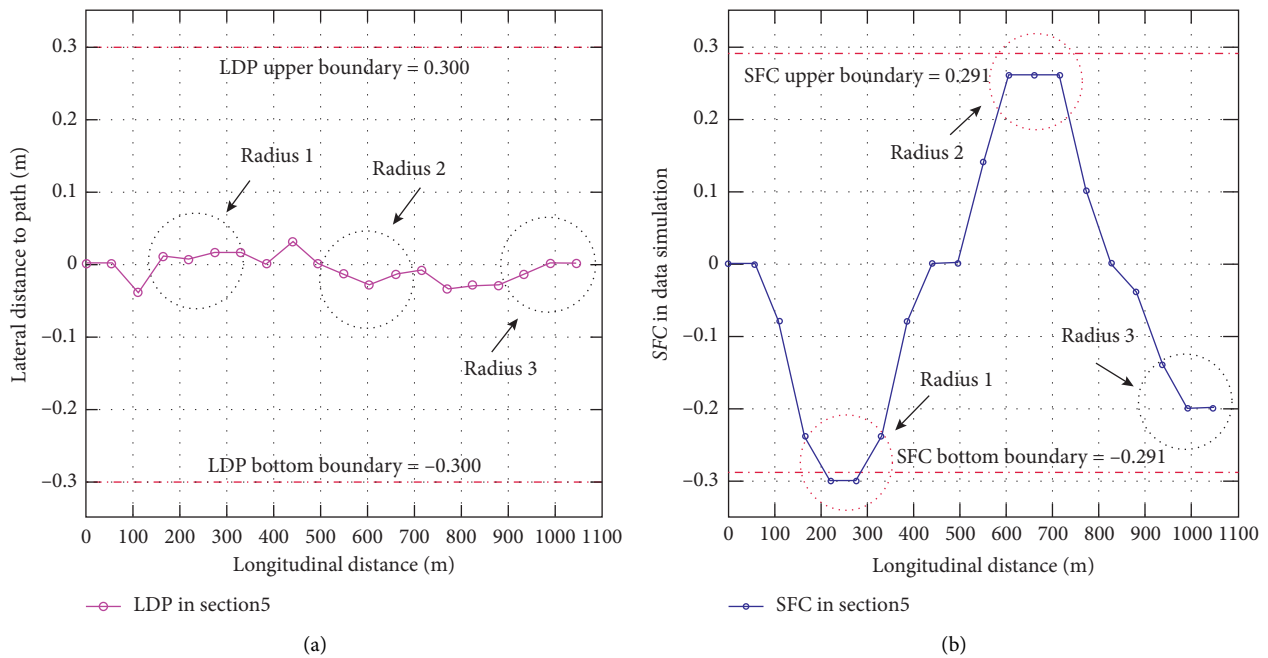 0.3
0.2
0.1
0
−0.1
−0.2
−0.3
Lateral distance to path (m)
LDP upper boundary = 0.300
Radius 1
Radius 2
Radius 3
LDP bottom boundary = −0.300
0 100 200 300 400 500 600 700 800 900 1000 1100
Longitudinal distance (m)
LDP in section5
(a)
0.3
0.2
0.1
0
−0.1
−0.2
−0.3
SFC in data simulation
SFC upper boundary = 0.291
Radius 2
Radius 3
Radius 1
SFC bottom boundary = −0.291
0 100 200 300 400 500 600 700 800 900 1000 1100
Longitudinal distance (m)
SFC in section5
(b)